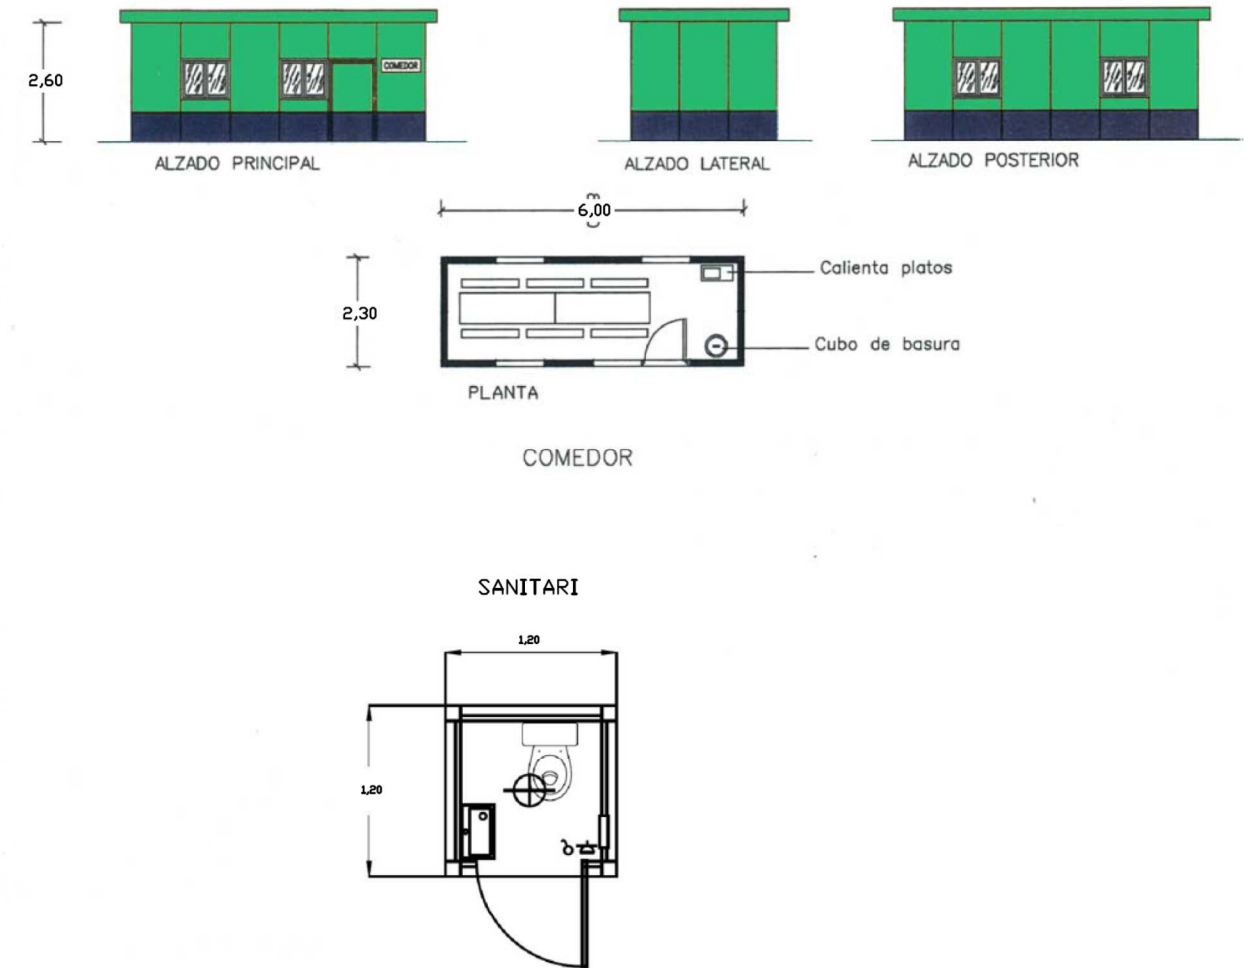 2,60
COMEDOR
ALZADO PRINCIPAL
ALZADO LATERAL
ALZADO POSTERIOR
6,00
2,30
Calienta platos
Cubo de basura
PLANTA
COMEDOR
SANITARI
1,20
1,20